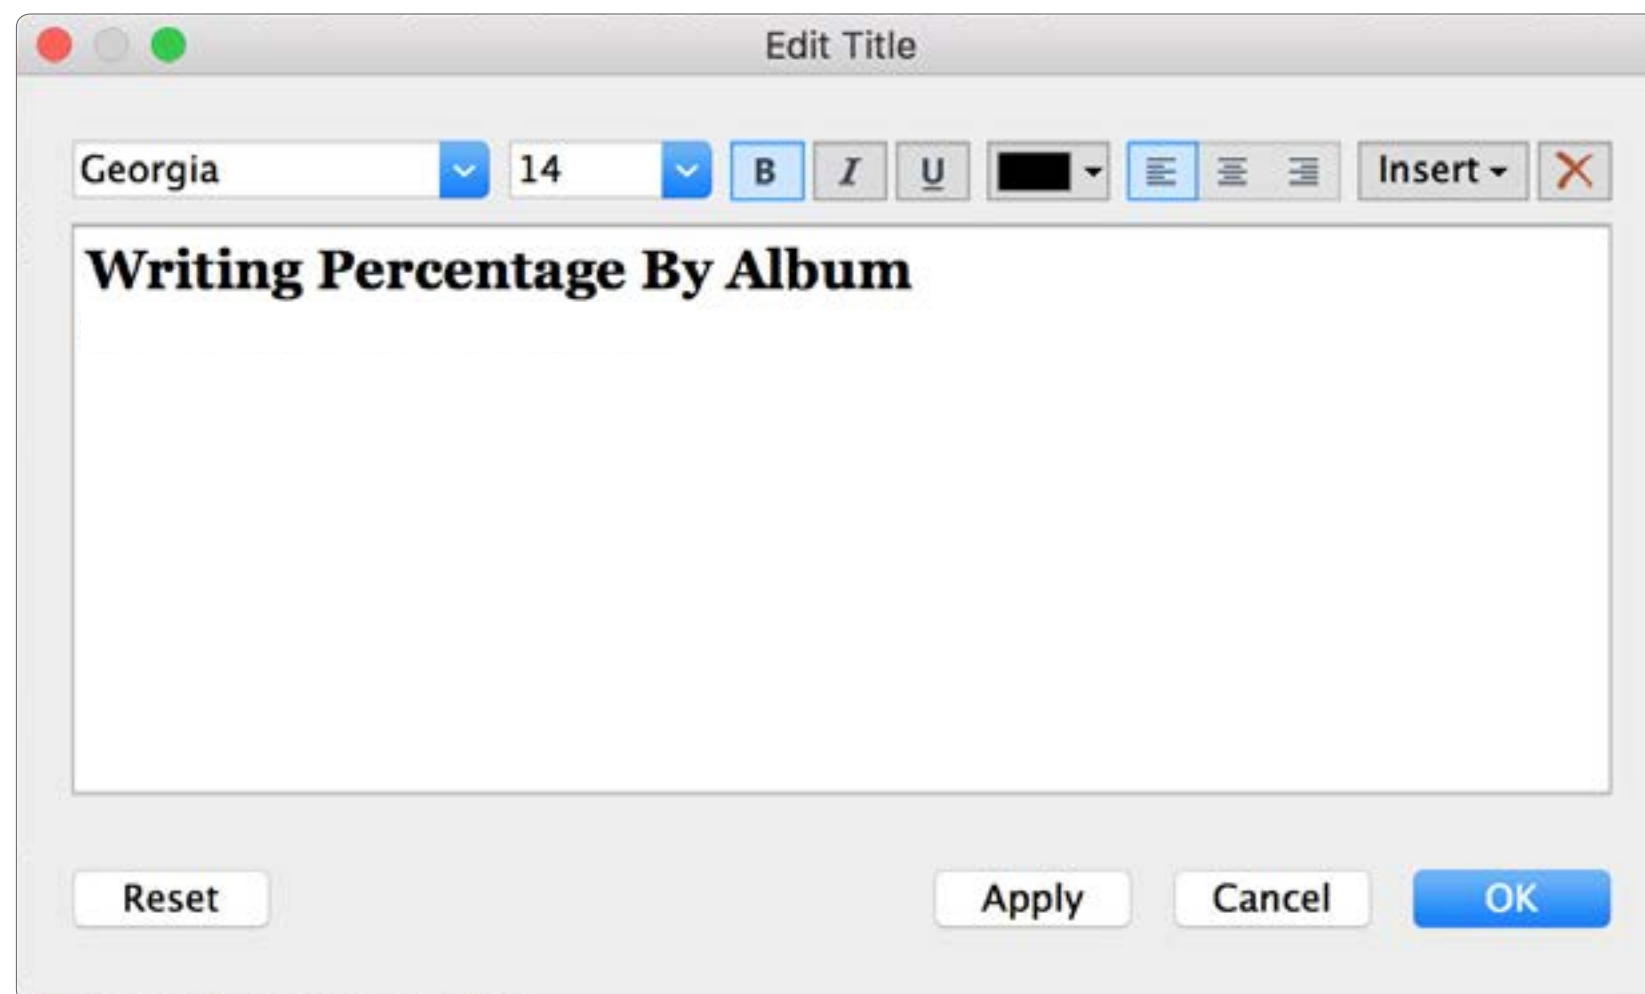 Edit Title
Georgia 14 B I U Insert
Writing Percentage By Album
Reset Apply Cancel OK